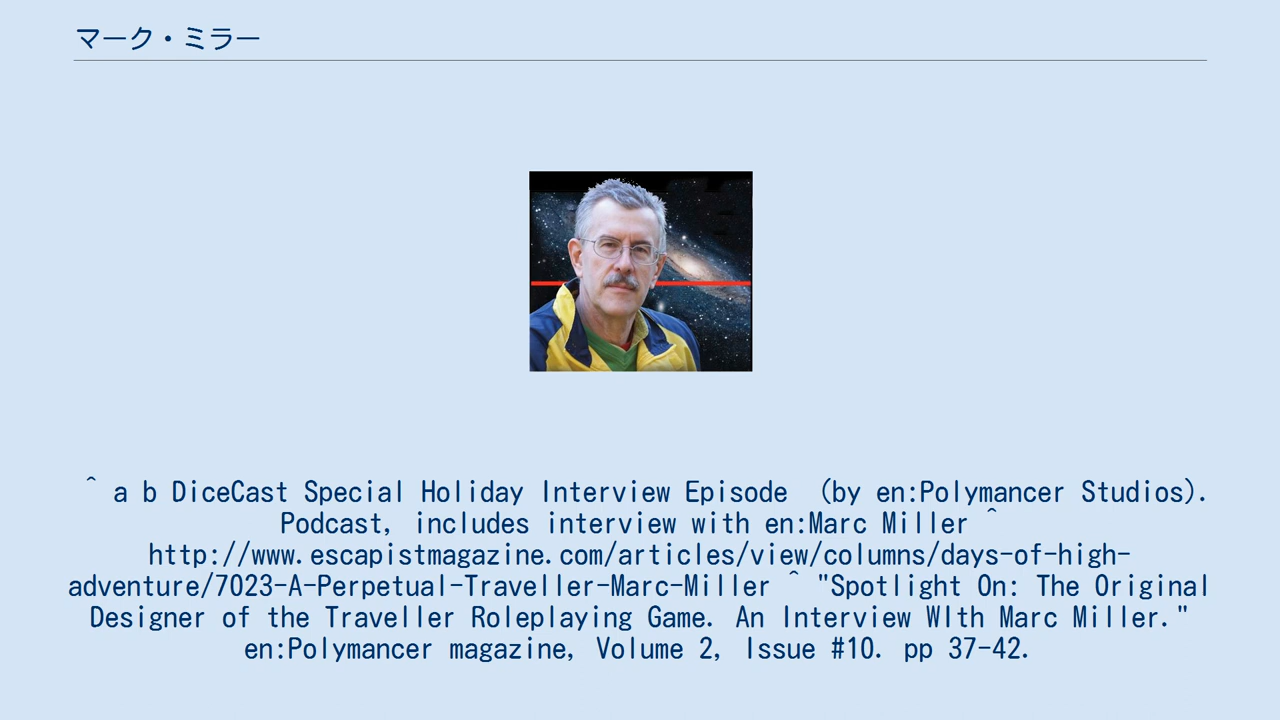 マーク・ミラー
^ a b DiceCast Special Holiday Interview Episode （by en:Polymancer Studios).
Podcast, includes interview with en:Marc Miller ^
http://www.escapistmagazine.com/articles/view/columns/days-of-high-
adventure/7023-A-Perpetual-Traveller-Marc-Miller ^ "Spotlight On: The Original
Designer of the Traveller Roleplaying Game. An Interview WIth Marc Miller."
en:Polymancer magazine, Volume 2, Issue #10. pp 37-42.